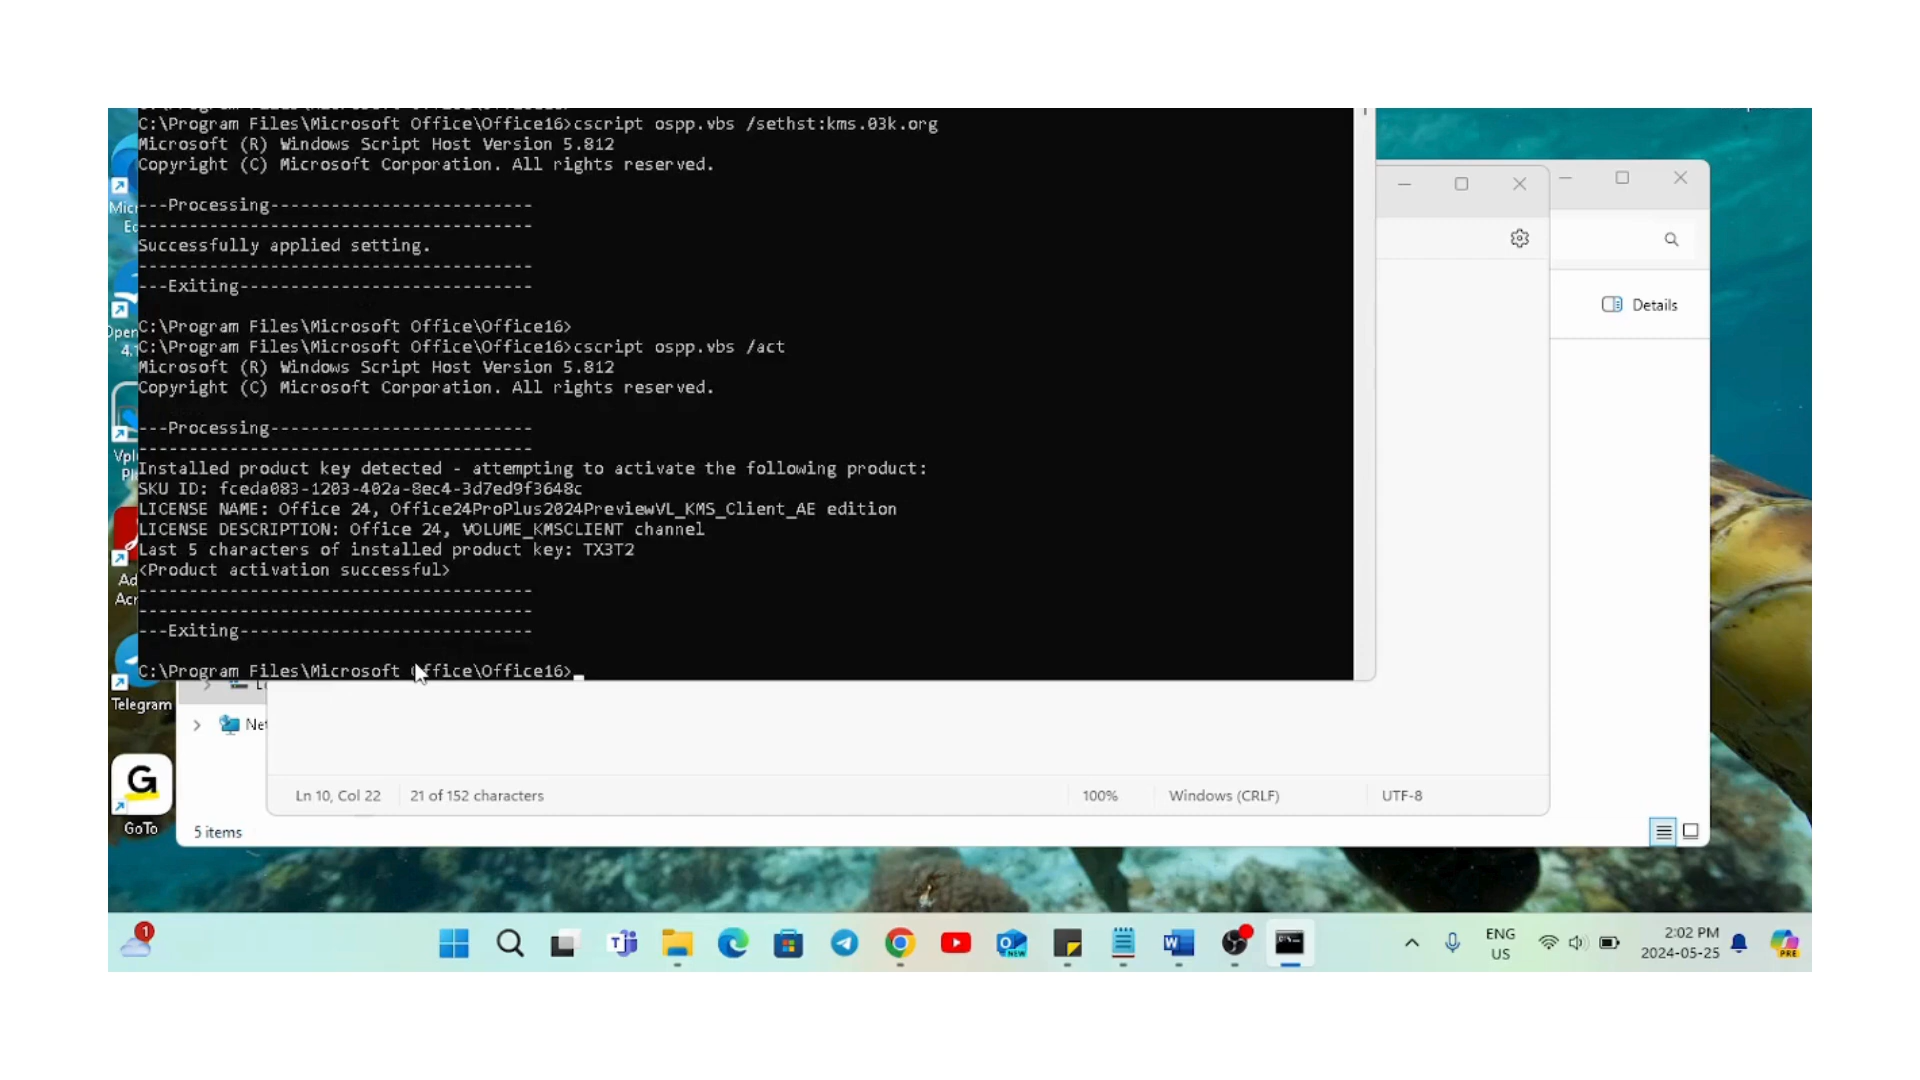 C:\Program Files\Microsoft Office\Office16>cscript ospp.vbs /sethst:kms.03k.org
Microsoft (R) Windows Script Host Version 5.812
Copyright (C) Microsoft Corporation. All rights reserved.
---Processing--------------------------
---------------------------------------
Successfully applied setting.
---------------------------------------
---Exiting-----------------------------
C:\Program Files\Microsoft Office\Office16>
C:\Program Files\Microsoft Office\Office16>cscript ospp.vbs /act
Microsoft (R) Windows Script Host Version 5.812
Copyright (C) Microsoft Corporation. All rights reserved.
---Processing--------------------------
---------------------------------------
Installed product key detected - attempting to activate the following product:
SKU ID: fceda083-1203-402a-8ec4-3d7ed9f3648c
LICENSE NAME: Office 24, Office24ProPlus2024PreviewVL_KMS_Client_AE edition
LICENSE DESCRIPTION: Office 24, VOLUME_KMSCLIENT channel
Last 5 characters of installed product key: TX3T2
<Product activation successful>
---------------------------------------
---------------------------------------
---Exiting-----------------------------
C:\Program Files\Microsoft Office\Office16>_
Details
Telegram
Net
G
GoTo
Ln 10, Col 22
21 of 152 characters
100%
Windows (CRLF)
UTF-8
5 items
1
NEW
ENG
US
2:02 PM
2024-05-25
PRE